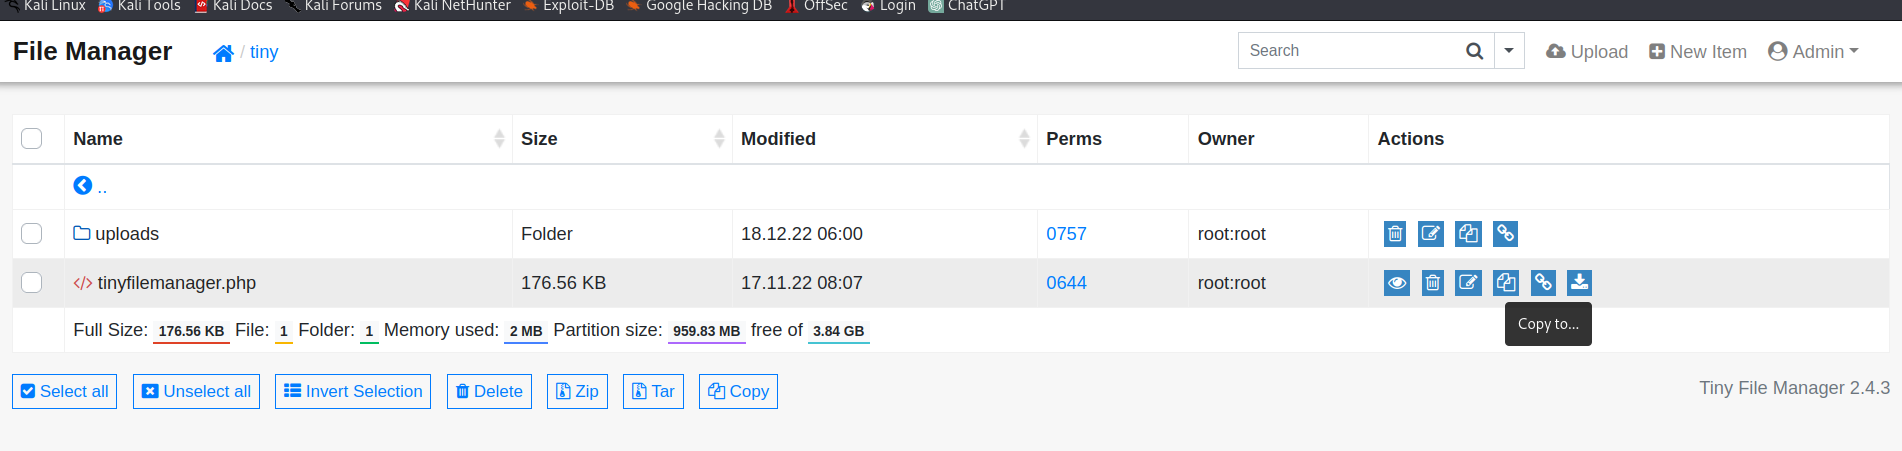 Kali Linux Kali Tools Kali Docs Kali Forums Kali NetHunter Exploit-DB Google Hacking DB OffSec Login ChatGPT
File Manager / tiny Search Upload New Item Admin
Name Size Modified Perms Owner Actions
..
uploads Folder 18.12.22 06:00 0757 root:root
tinyfilemanager.php 176.56 KB 17.11.22 08:07 0644 root:root
Copy to...
Full Size: 176.56 KB File: 1 Folder: 1 Memory used: 2 MB Partition size: 959.83 MB free of 3.84 GB
Select all Unselect all Invert Selection Delete Zip Tar Copy Tiny File Manager 2.4.3